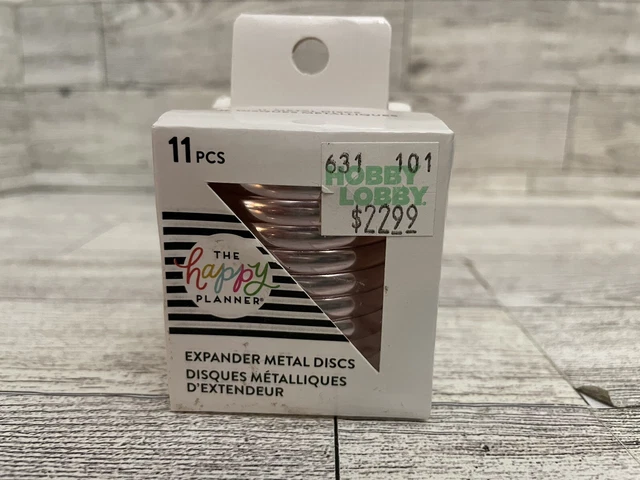 11 PCS
631 101
HOBBY
LOBBY
$2299
THE
happy
PLANNER®
EXPANDER METAL DISCS
DISQUES MÉTALLIQUES
D'EXTENDEUR